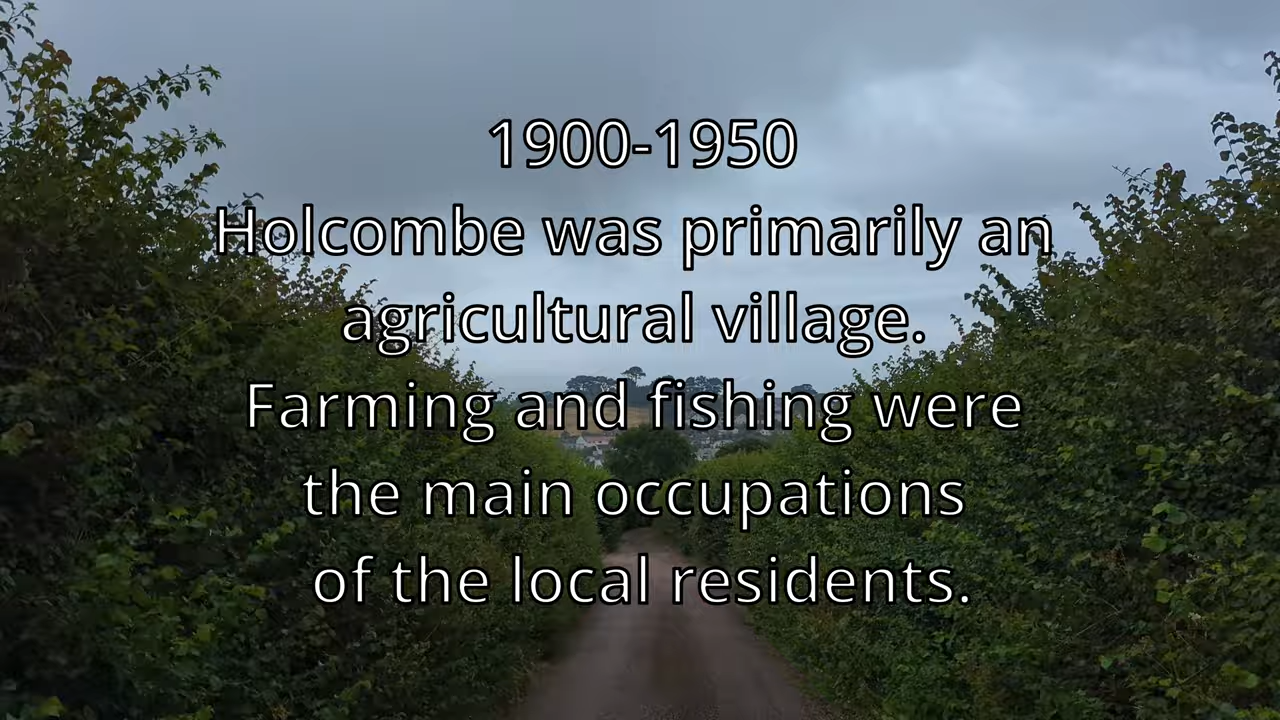 1900-1950
Holcombe was primarily an
agricultural village.
Farming and fishing were
the main occupations
of the local residents.